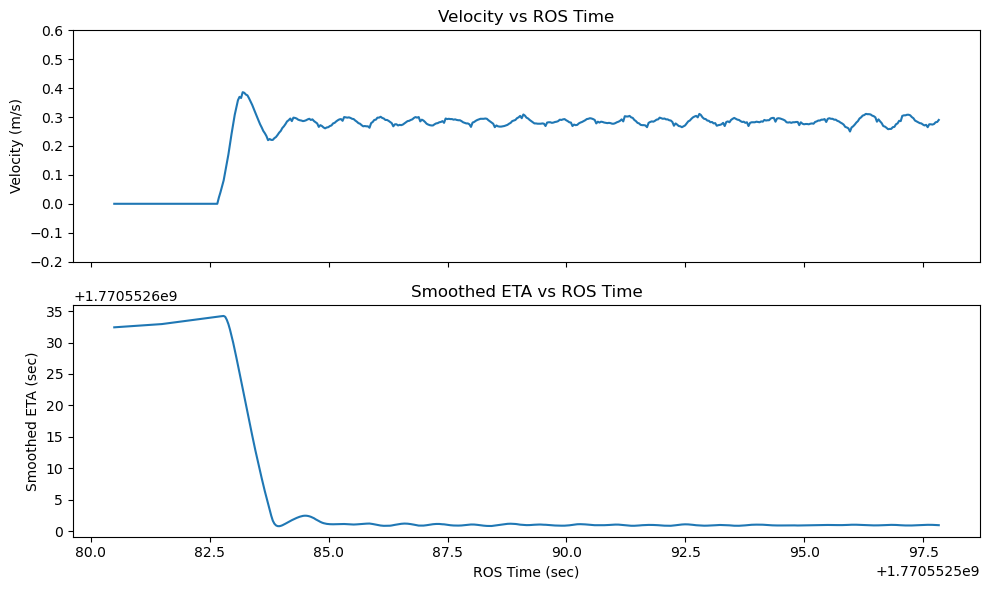 Velocity vs ROS Time
Velocity (m/s)
0.6
0.5
0.4
0.3
0.2
0.1
0.0
−0.1
−0.2
+1.7705526e9
Smoothed ETA vs ROS Time
Smoothed ETA (sec)
35
30
25
20
15
10
5
0
80.0 82.5 85.0 87.5 90.0 92.5 95.0 97.5
ROS Time (sec)
+1.7705525e9